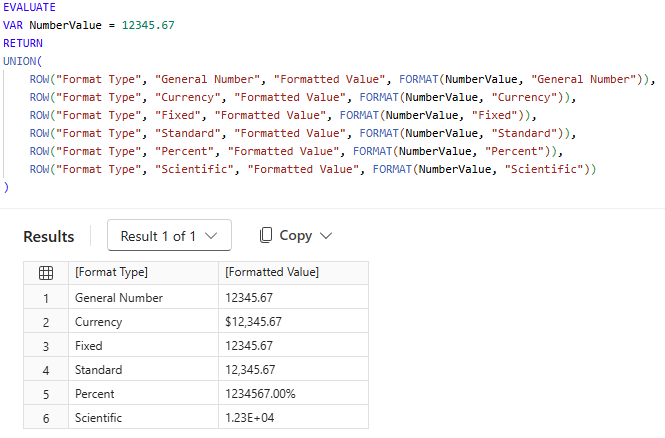 EVALUATE
VAR NumberValue = 12345.67
RETURN
UNION(
ROW("Format Type", "General Number", "Formatted Value", FORMAT(NumberValue, "General Number")),
ROW("Format Type", "Currency", "Formatted Value", FORMAT(NumberValue, "Currency")),
ROW("Format Type", "Fixed", "Formatted Value", FORMAT(NumberValue, "Fixed")),
ROW("Format Type", "Standard", "Formatted Value", FORMAT(NumberValue, "Standard")),
ROW("Format Type", "Percent", "Formatted Value", FORMAT(NumberValue, "Percent")),
ROW("Format Type", "Scientific", "Formatted Value", FORMAT(NumberValue, "Scientific"))
)
Results Result 1 of 1 Copy
[Format Type] [Formatted Value]
1 General Number 12345.67
2 Currency $12,345.67
3 Fixed 12345.67
4 Standard 12,345.67
5 Percent 1234567.00%
6 Scientific 1.23E+04